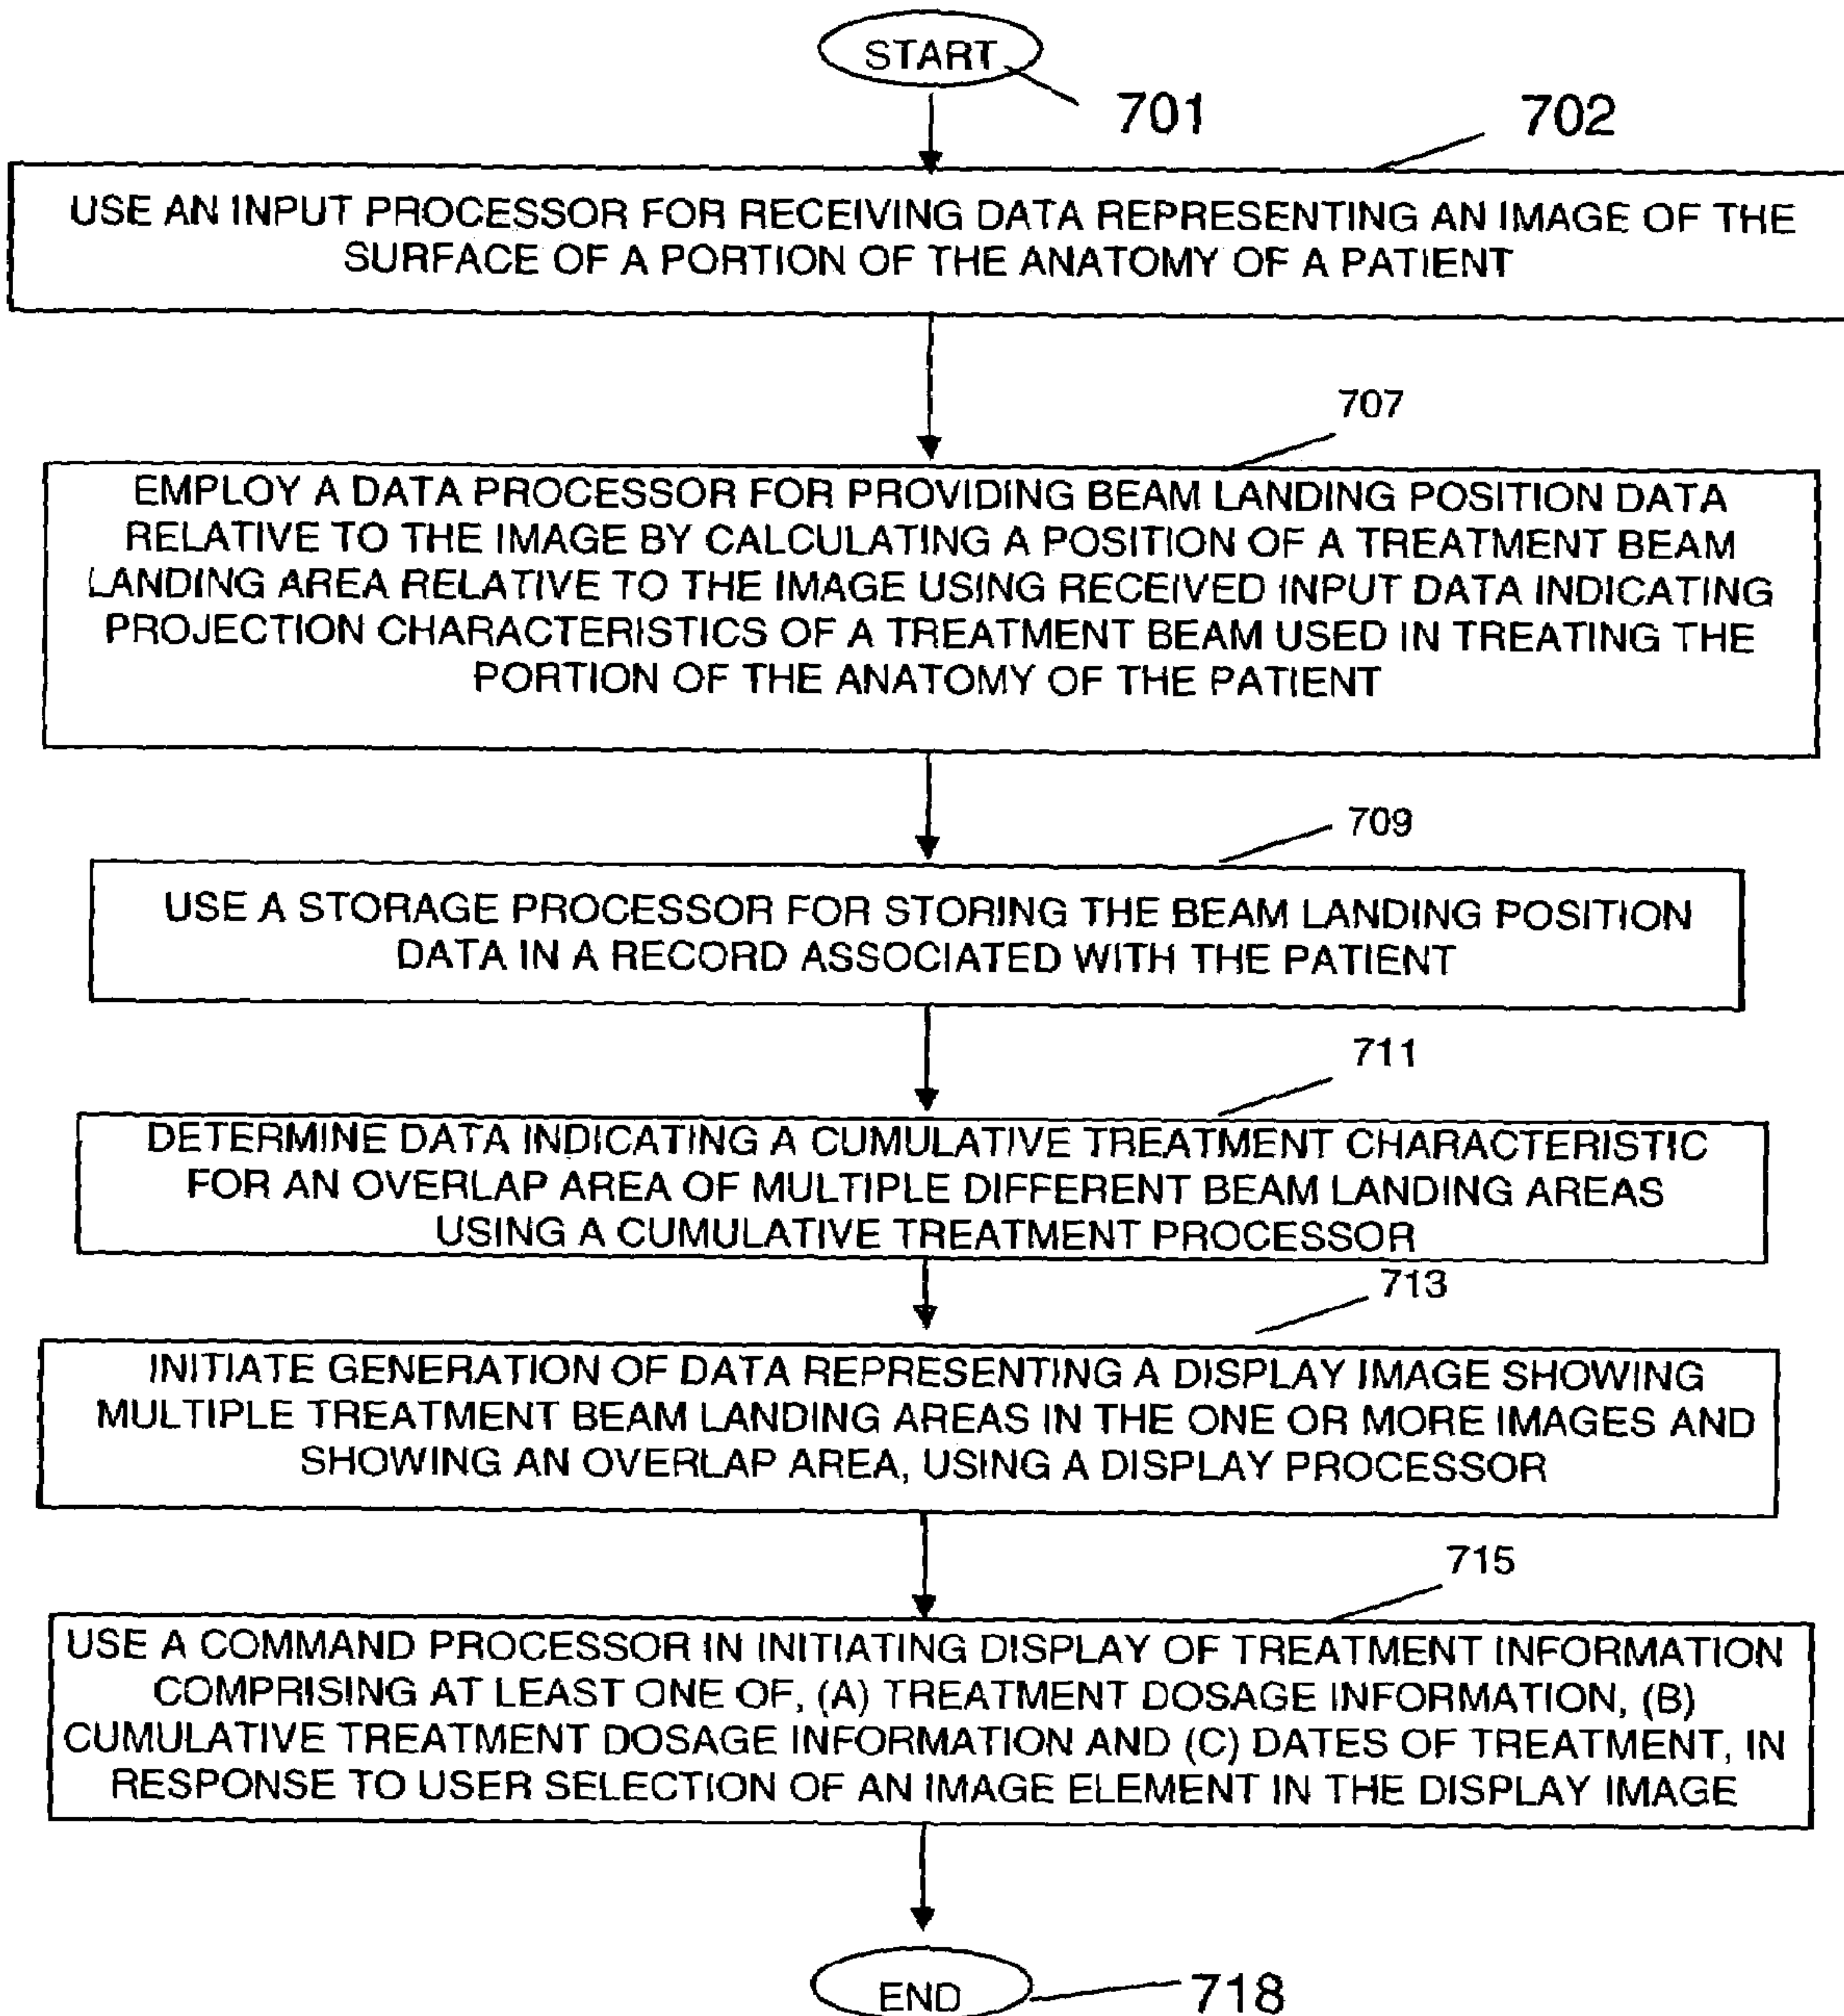 START
701
702
USE AN INPUT PROCESSOR FOR RECEIVING DATA REPRESENTING AN IMAGE OF THE
SURFACE OF A PORTION OF THE ANATOMY OF A PATIENT
707
EMPLOY A DATA PROCESSOR FOR PROVIDING BEAM LANDING POSITION DATA
RELATIVE TO THE IMAGE BY CALCULATING A POSITION OF A TREATMENT BEAM
LANDING AREA RELATIVE TO THE IMAGE USING RECEIVED INPUT DATA INDICATING
PROJECTION CHARACTERISTICS OF A TREATMENT BEAM USED IN TREATING THE
PORTION OF THE ANATOMY OF THE PATIENT
709
USE A STORAGE PROCESSOR FOR STORING THE BEAM LANDING POSITION
DATA IN A RECORD ASSOCIATED WITH THE PATIENT
711
DETERMINE DATA INDICATING A CUMULATIVE TREATMENT CHARACTERISTIC
FOR AN OVERLAP AREA OF MULTIPLE DIFFERENT BEAM LANDING AREAS
USING A CUMULATIVE TREATMENT PROCESSOR
713
INITIATE GENERATION OF DATA REPRESENTING A DISPLAY IMAGE SHOWING
MULTIPLE TREATMENT BEAM LANDING AREAS IN THE ONE OR MORE IMAGES AND
SHOWING AN OVERLAP AREA, USING A DISPLAY PROCESSOR
715
USE A COMMAND PROCESSOR IN INITIATING DISPLAY OF TREATMENT INFORMATION
COMPRISING AT LEAST ONE OF, (A) TREATMENT DOSAGE INFORMATION, (B)
CUMULATIVE TREATMENT DOSAGE INFORMATION AND (C) DATES OF TREATMENT, IN
RESPONSE TO USER SELECTION OF AN IMAGE ELEMENT IN THE DISPLAY IMAGE
END
718